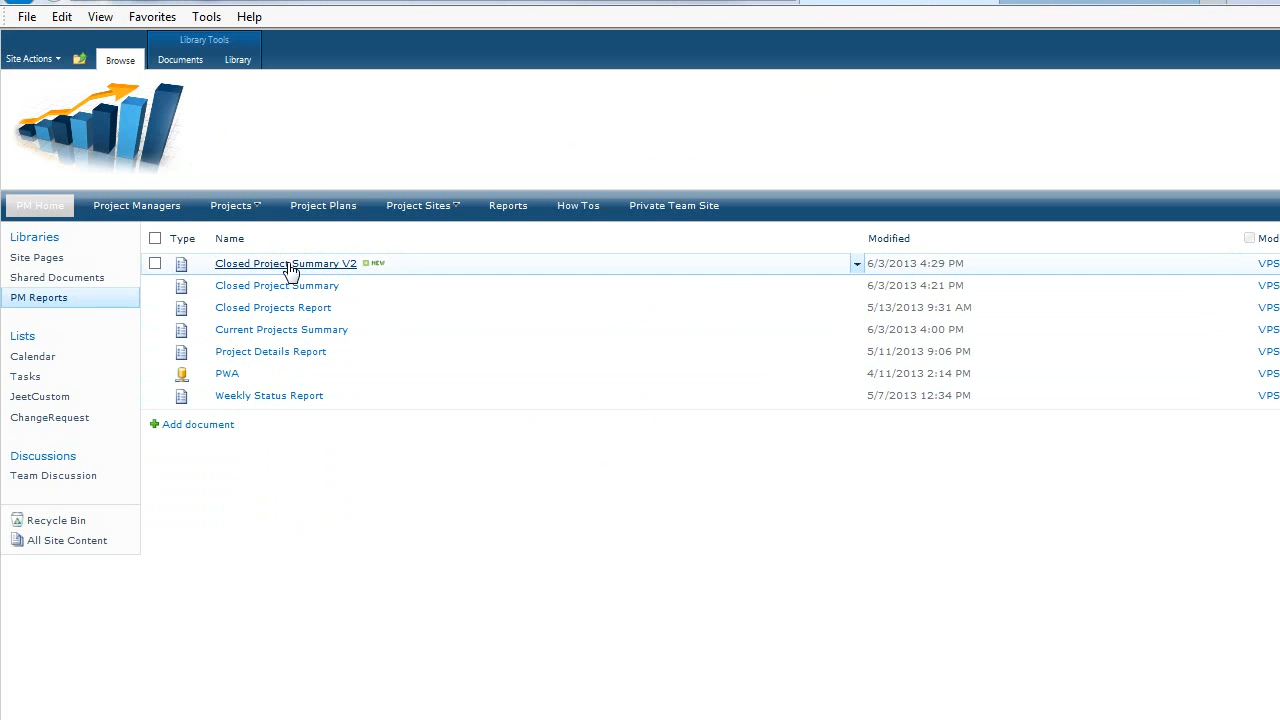 File Edit View Favorites Tools Help
Library Tools
Site Actions Browse Documents Library
PM Home Project Managers Projects Project Plans Project Sites Reports How Tos Private Team Site
Libraries
Site Pages
Shared Documents
PM Reports
Lists
Calendar
Tasks
JeetCustom
ChangeRequest
Discussions
Team Discussion
Recycle Bin
All Site Content
Type Name Modified Mod
Closed Project Summary V2 NEW 6/3/2013 4:29 PM VPS
Closed Project Summary 6/3/2013 4:21 PM VPS
Closed Projects Report 5/13/2013 9:31 AM VPS
Current Projects Summary 6/3/2013 4:00 PM VPS
Project Details Report 5/11/2013 9:06 PM VPS
PWA 4/11/2013 2:14 PM VPS
Weekly Status Report 5/7/2013 12:34 PM VPS
Add document